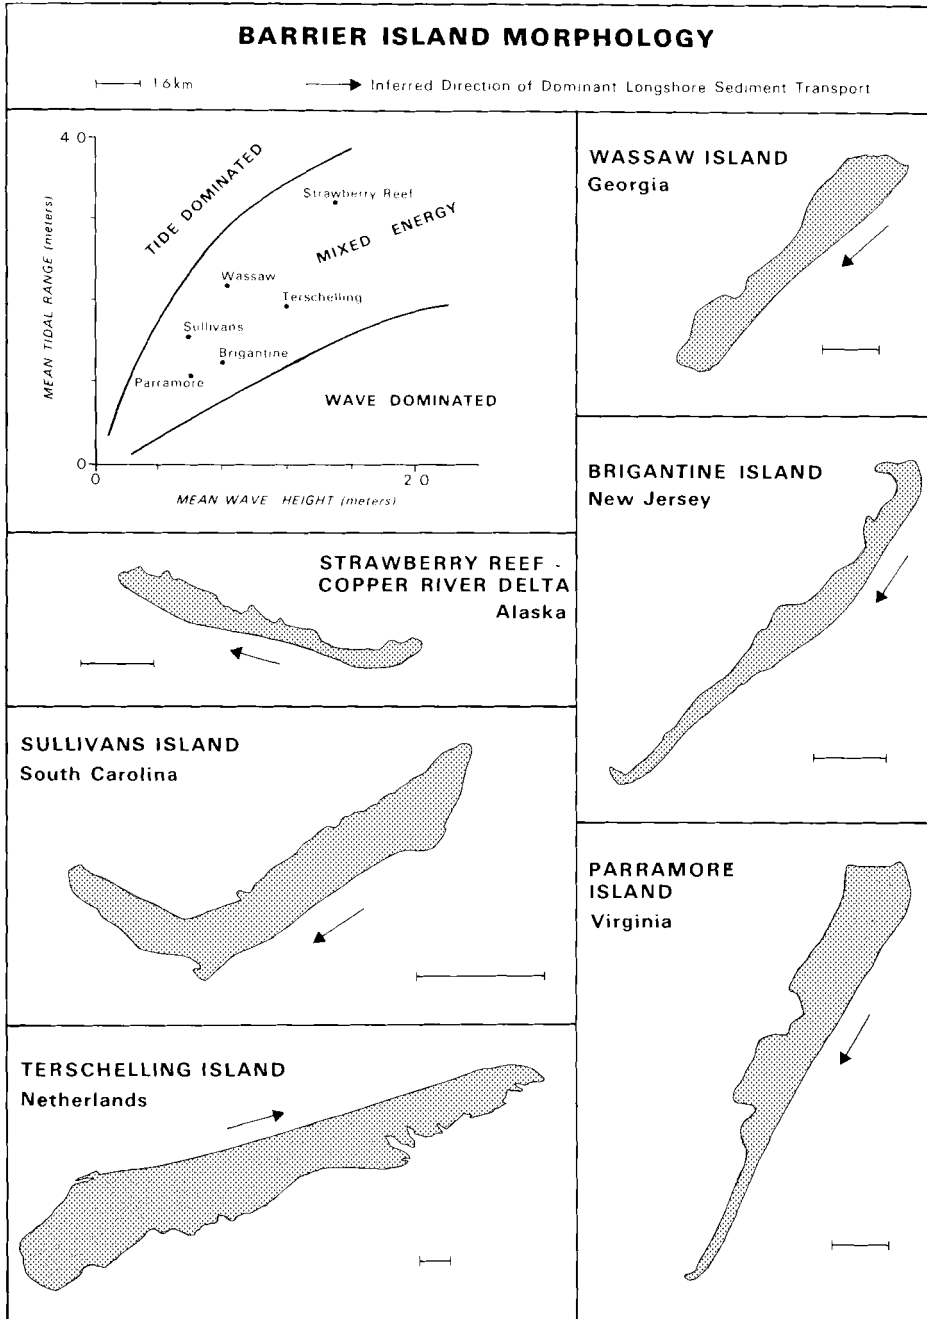 BARRIER ISLAND MORPHOLOGY
1 6 km
Inferred Direction of Dominant Longshore Sediment Transport
4 0
TIDE DOMINATED
Strawberry Reef
MIXED ENERGY
Wassaw
Terschelling
Sullivans
Brigantine
Parramore
WAVE DOMINATED
MEAN TIDAL RANGE (meters)
0
0
2 0
MEAN WAVE HEIGHT (meters)
WASSAW ISLAND
Georgia
BRIGANTINE ISLAND
New Jersey
STRAWBERRY REEF -
COPPER RIVER DELTA
Alaska
SULLIVANS ISLAND
South Carolina
PARRAMORE
ISLAND
Virginia
TERSCHELLING ISLAND
Netherlands